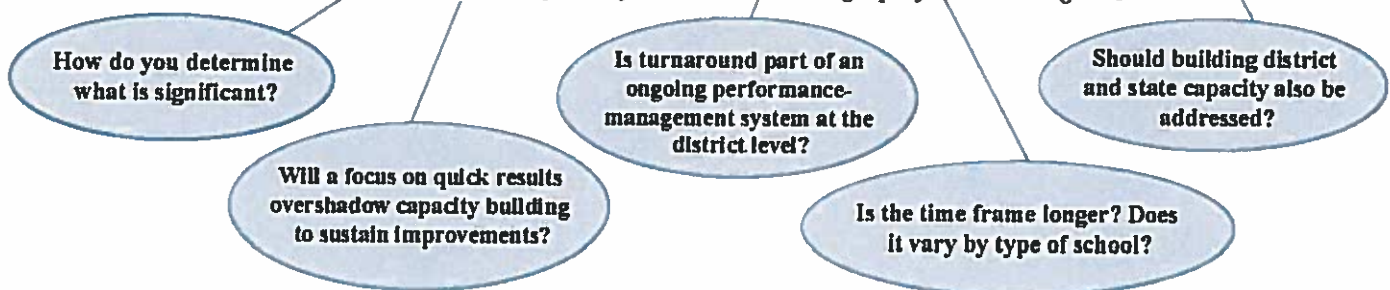 How do you determine
what is significant?
Will a focus on quick results
overshadow capacity building
to sustain improvements?
Is turnaround part of an
ongoing performance-
management system at the
district level?
Is the time frame longer? Does
it vary by type of school?
Should building district
and state capacity also be
addressed?